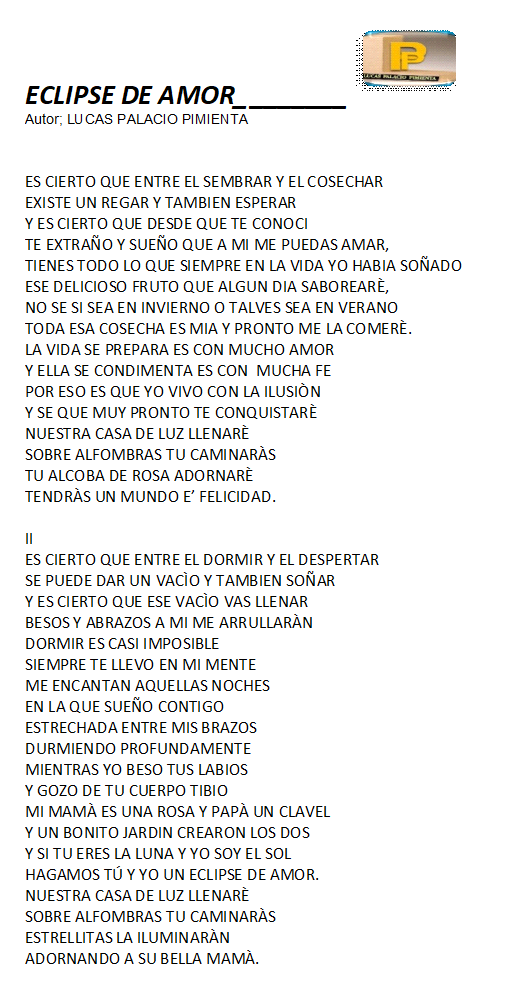 PP
LUCAS PALACIO PIMIENTA
ECLIPSE DE AMOR_ _______
Autor; LUCAS PALACIO PIMIENTA
ES CIERTO QUE ENTRE EL SEMBRAR Y EL COSECHAR
EXISTE UN REGAR Y TAMBIEN ESPERAR
Y ES CIERTO QUE DESDE QUE TE CONOCI
TE EXTRAÑO Y SUEÑO QUE A MI ME PUEDAS AMAR,
TIENES TODO LO QUE SIEMPRE EN LA VIDA YO HABIA SOÑADO
ESE DELICIOSO FRUTO QUE ALGUN DIA SABOREARÈ,
NO SE SI SEA EN INVIERNO O TALVES SEA EN VERANO
TODA ESA COSECHA ES MIA Y PRONTO ME LA COMERÈ.
LA VIDA SE PREPARA ES CON MUCHO AMOR
Y ELLA SE CONDIMENTA ES CON  MUCHA FE
POR ESO ES QUE YO VIVO CON LA ILUSIÒN
Y SE QUE MUY PRONTO TE CONQUISTARÈ
NUESTRA CASA DE LUZ LLENARÈ
SOBRE ALFOMBRAS TU CAMINARÀS
TU ALCOBA DE ROSA ADORNARÈ
TENDRÀS UN MUNDO E’ FELICIDAD.
II
ES CIERTO QUE ENTRE EL DORMIR Y EL DESPERTAR
SE PUEDE DAR UN VACÌO Y TAMBIEN SOÑAR
Y ES CIERTO QUE ESE VACÌO VAS LLENAR
BESOS Y ABRAZOS A MI ME ARRULLARÀN
DORMIR ES CASI IMPOSIBLE
SIEMPRE TE LLEVO EN MI MENTE
ME ENCANTAN AQUELLAS NOCHES
EN LA QUE SUEÑO CONTIGO
ESTRECHADA ENTRE MIS BRAZOS
DURMIENDO PROFUNDAMENTE
MIENTRAS YO BESO TUS LABIOS
Y GOZO DE TU CUERPO TIBIO
MI MAMÀ ES UNA ROSA Y PAPÀ UN CLAVEL
Y UN BONITO JARDIN CREARON LOS DOS
Y SI TU ERES LA LUNA Y YO SOY EL SOL
HAGAMOS TÚ Y YO UN ECLIPSE DE AMOR.
NUESTRA CASA DE LUZ LLENARÈ
SOBRE ALFOMBRAS TU CAMINARÀS
ESTRELLITAS LA ILUMINARÀN
ADORNANDO A SU BELLA MAMÀ.